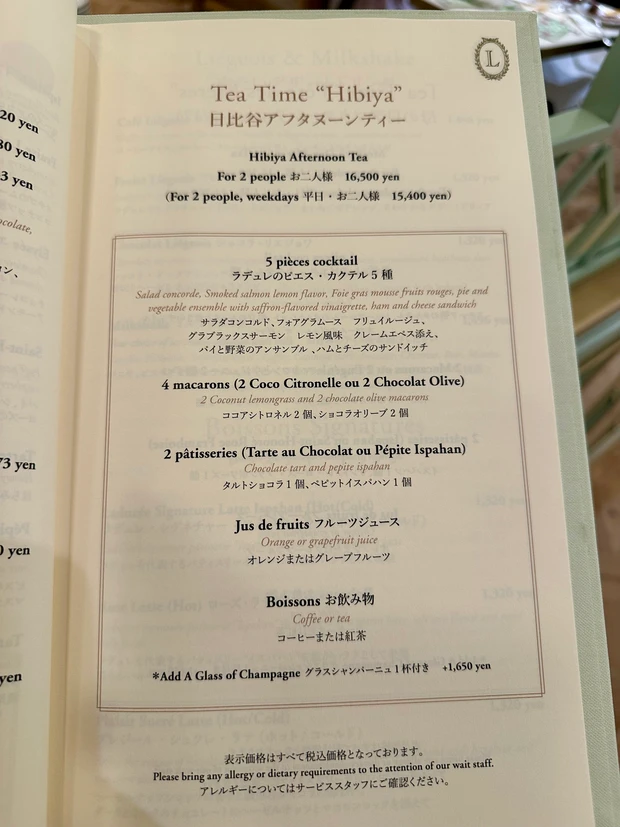 20 yen
80 yen
3 yen
73 yen
0 yen
yen
L
Tea Time “Hibiya”
日比谷アフタヌーンティー
Hibiya Afternoon Tea
For 2 people お二人様 16,500 yen
(For 2 people, weekdays 平日・お二人様 15,400 yen)
5 pièces cocktail
ラデュレのピエス・カクテル 5 種
Salad concorde, Smoked salmon lemon flavor, Foie gras mousse fruits rouges, pie and
vegetable ensemble with saffron-flavored vinaigrette, ham and cheese sandwich
サラダコンコルド、フォアグラムース フリュイルージュ、
グラブラックスサーモン レモン風味 クレームエペス添え、
パイと野菜のアンサンブル、ハムとチーズのサンドイッチ
4 macarons (2 Coco Citronelle ou 2 Chocolat Olive)
2 Coconut lemongrass and 2 chocolate olive macarons
ココアシトロネル 2 個、ショコラオリーブ 2 個
2 pâtisseries (Tarte au Chocolat ou Pépite Ispahan)
Chocolate tart and pepite ispahan
タルトショコラ 1 個、ペピットイスパハン 1 個
Jus de fruits フルーツジュース
Orange or grapefruit juice
オレンジまたはグレープフルーツ
Boissons お飲み物
Coffee or tea
コーヒーまたは紅茶
*Add A Glass of Champagne グラスシャンパーニュ 1 杯付き +1,650 yen
表示価格はすべて税込価格となっております。
Please bring any allergy or dietary requirements to the attention of our wait staff.
アレルギーについてはサービススタッフにご確認ください。